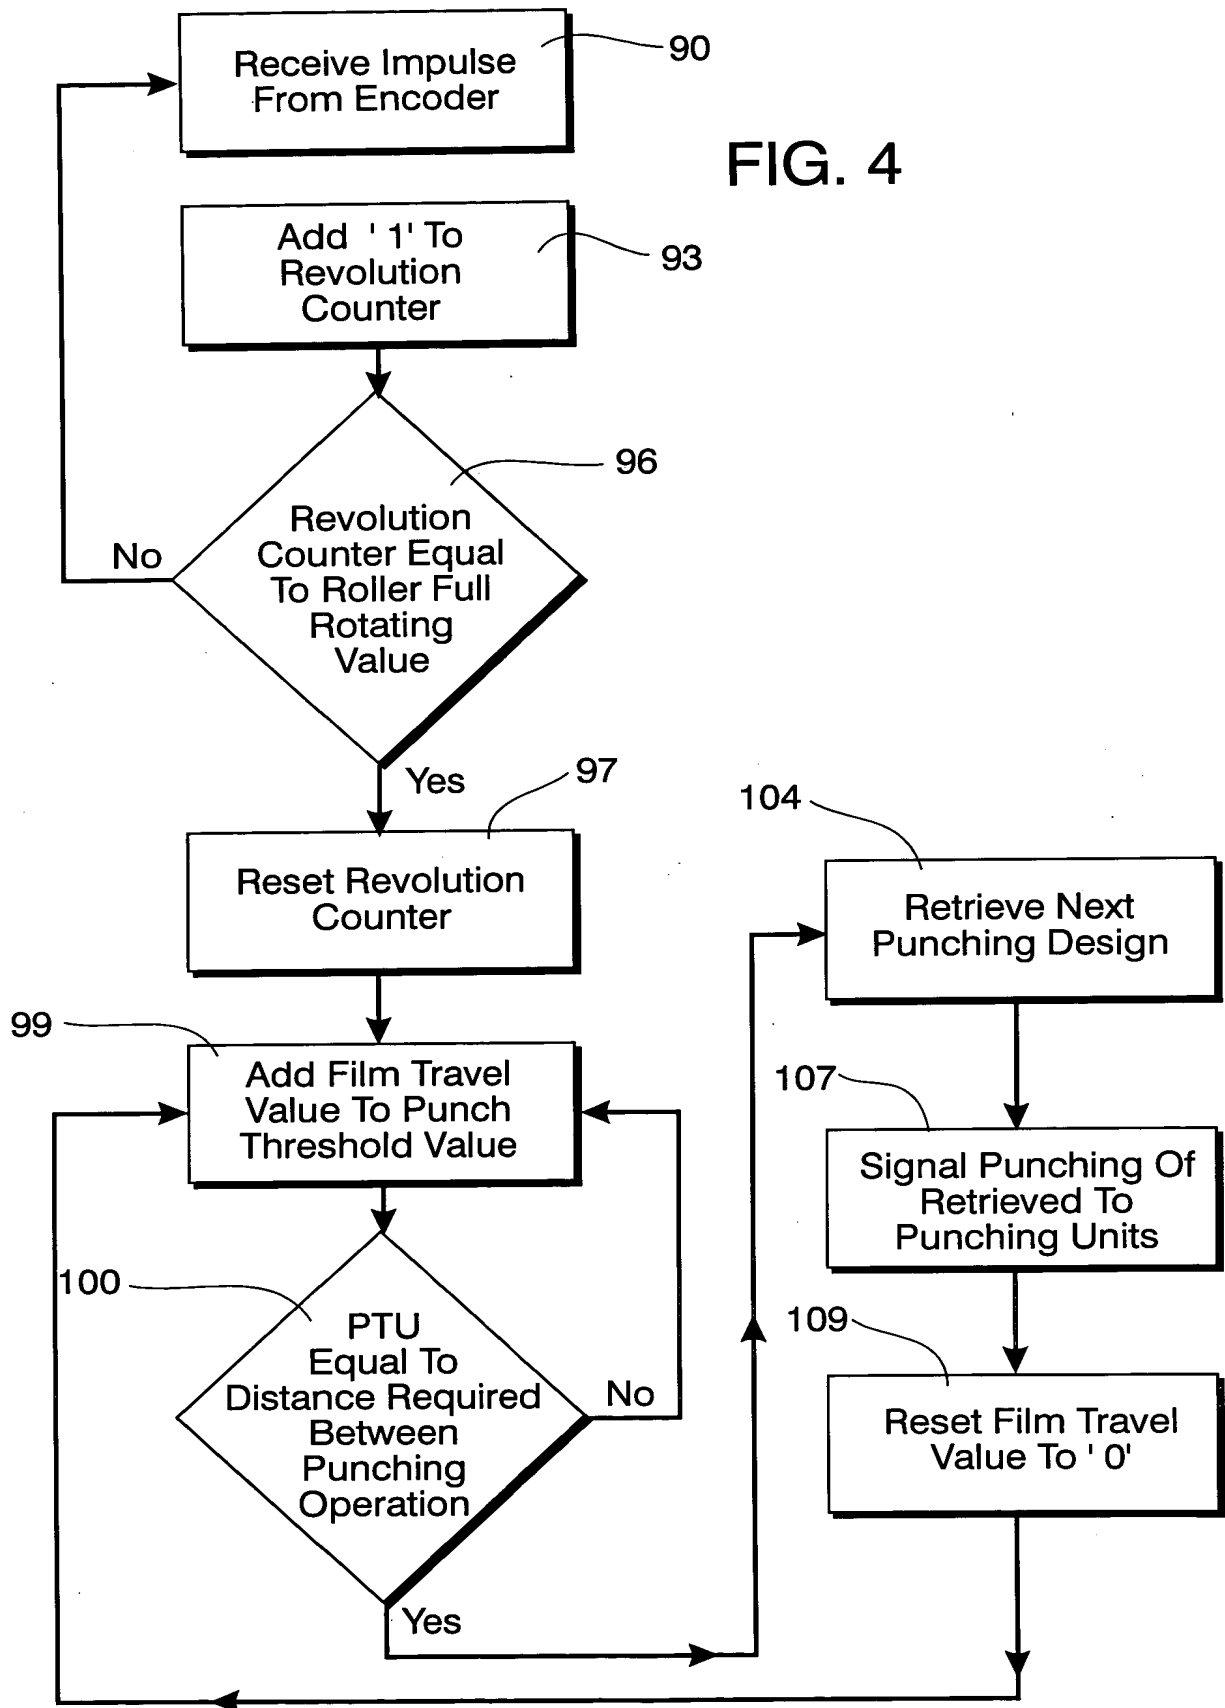 Receive Impulse
From Encoder
90
FIG. 4
Add ' 1' To
Revolution
Counter
93
96
Revolution
Counter Equal
To Roller Full
Rotating
Value
No
Yes
97
Reset Revolution
Counter
99
Add Film Travel
Value To Punch
Threshold Value
100
PTU
Equal To
Distance Required
Between
Punching
Operation
No
Yes
104
Retrieve Next
Punching Design
107
Signal Punching Of
Retrieved To
Punching Units
109
Reset Film Travel
Value To ' 0'